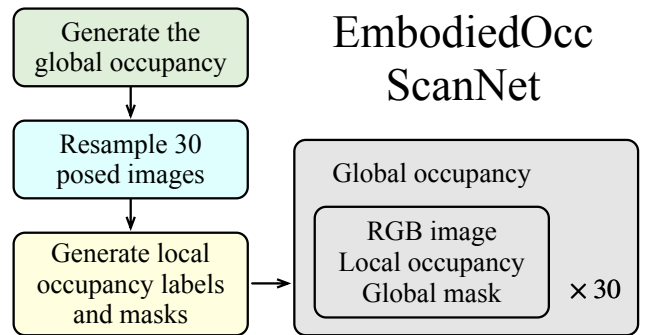 Generate the
global occupancy
EmbodiedOcc
ScanNet
Resample 30
posed images
Generate local
occupancy labels
and masks
Global occupancy
RGB image
Local occupancy
Global mask
× 30